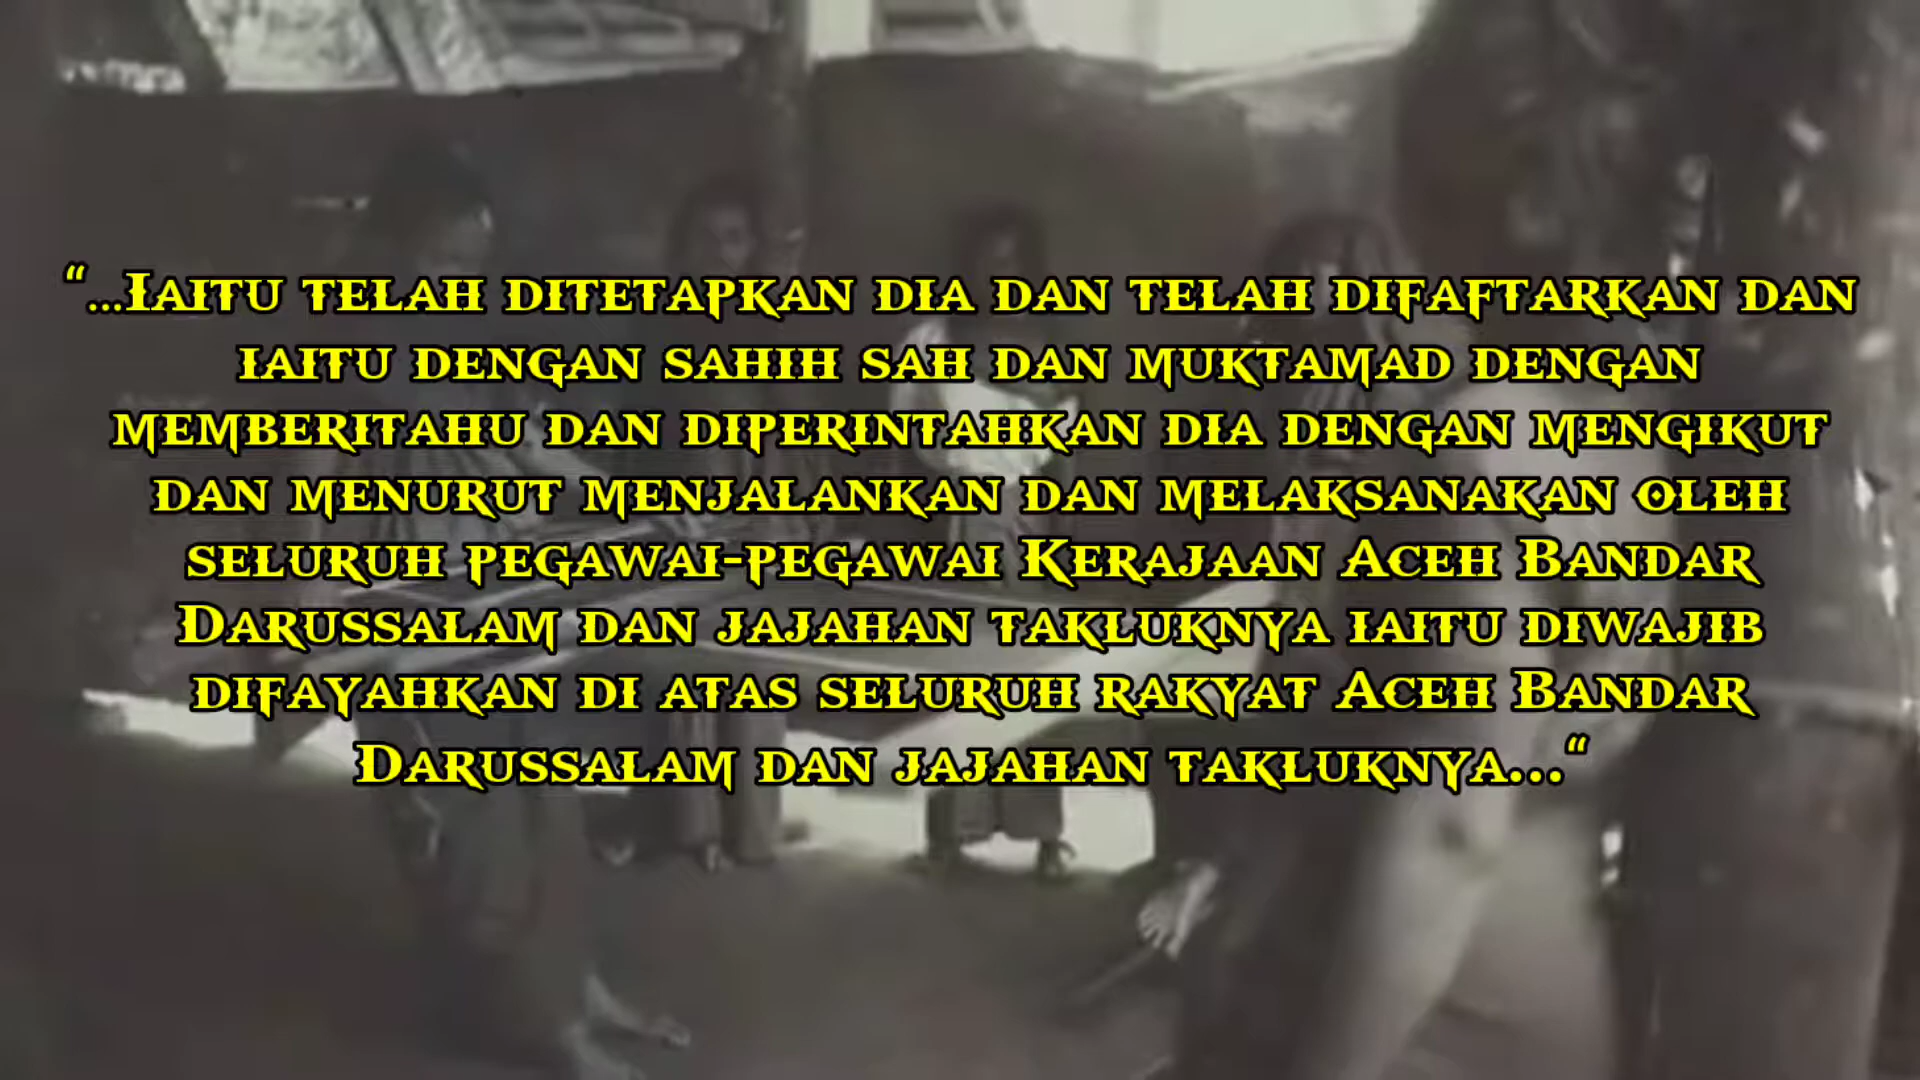 “...Iaitu telah ditetapkan dia dan telah difaftarkan dan
iaitu dengan sahih sah dan muktamad dengan
memberitahu dan diperintahkan dia dengan mengikut
dan menurut menjalankan dan melaksanakan oleh
seluruh pegawai-pegawai Kerajaan Aceh Bandar
Darussalam dan jajahan takluknya iaitu diwajib
difayahkan di atas seluruh rakyat Aceh Bandar
Darussalam dan jajahan takluknya...“